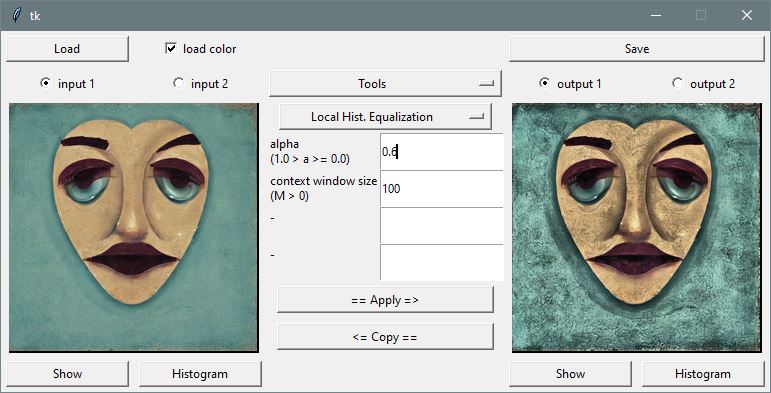 tk
Load
load color
Save
input 1
input 2
Tools
output 1
output 2
Local Hist. Equalization
alpha
(1.0 > a >= 0.0)
0.6
context window size
(M > 0)
100
-
-
== Apply =>
<= Copy ==
Show
Histogram
Show
Histogram